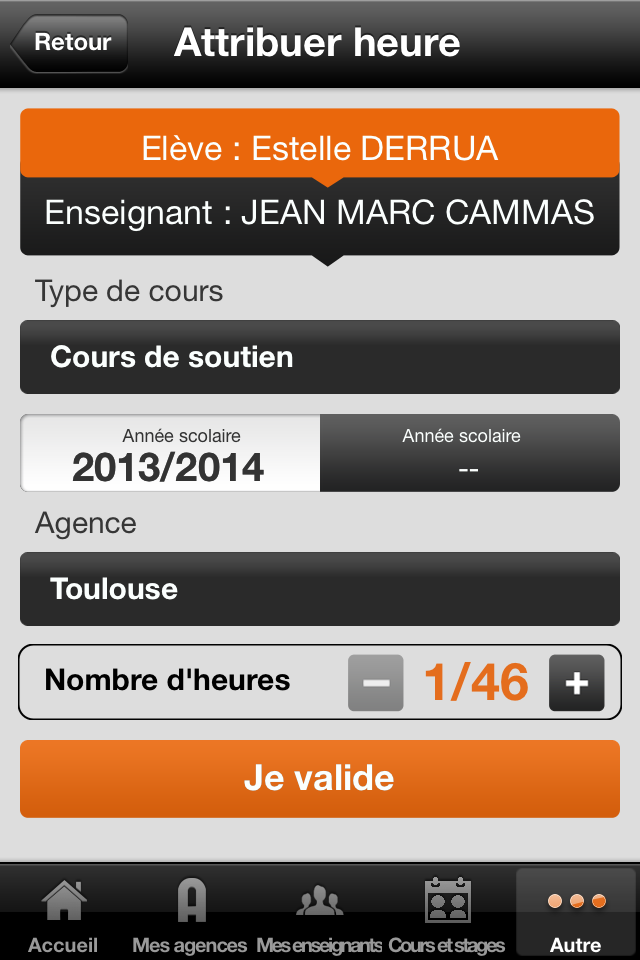 Retour
Attribuer heure
Elève : Estelle DERRUA
Enseignant : JEAN MARC CAMMAS
Type de cours
Cours de soutien
Année scolaire
2013/2014
Année scolaire
--
Agence
Toulouse
Nombre d'heures − 1/46 +
Je valide
Accueil
Mes agences
Mes enseignants
Cours et stages
Autre